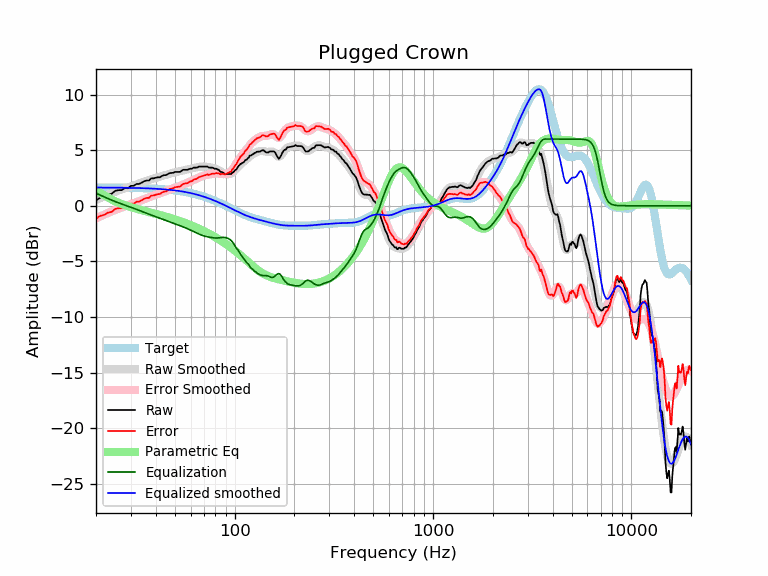 Plugged Crown
10
5
0
−5
−10
−15
−20
−25
Amplitude (dBr)
Target
Raw Smoothed
Error Smoothed
Raw
Error
Parametric Eq
Equalization
Equalized smoothed
100 1000 10000
Frequency (Hz)